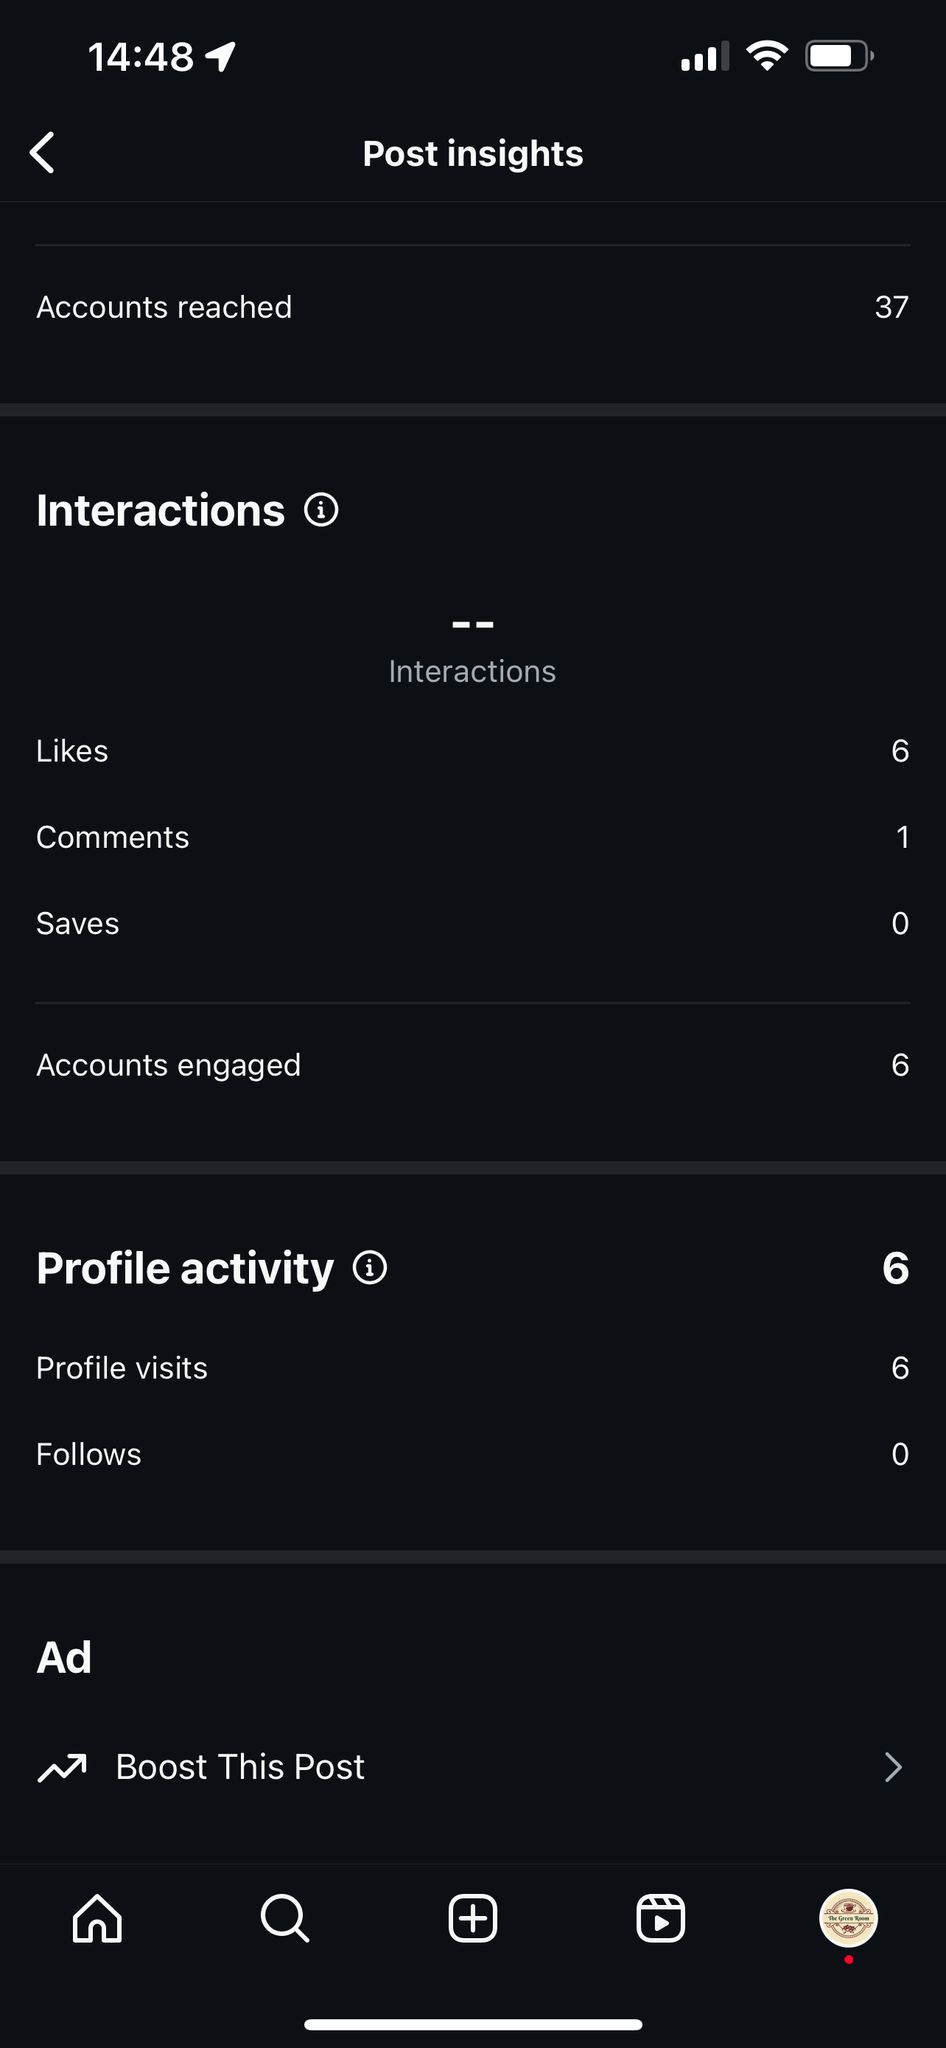 14:48
Post insights
Accounts reached 37
Interactions
--
Interactions
Likes 6
Comments 1
Saves 0
Accounts engaged 6
Profile activity 6
Profile visits 6
Follows 0
Ad
Boost This Post
The Green Room